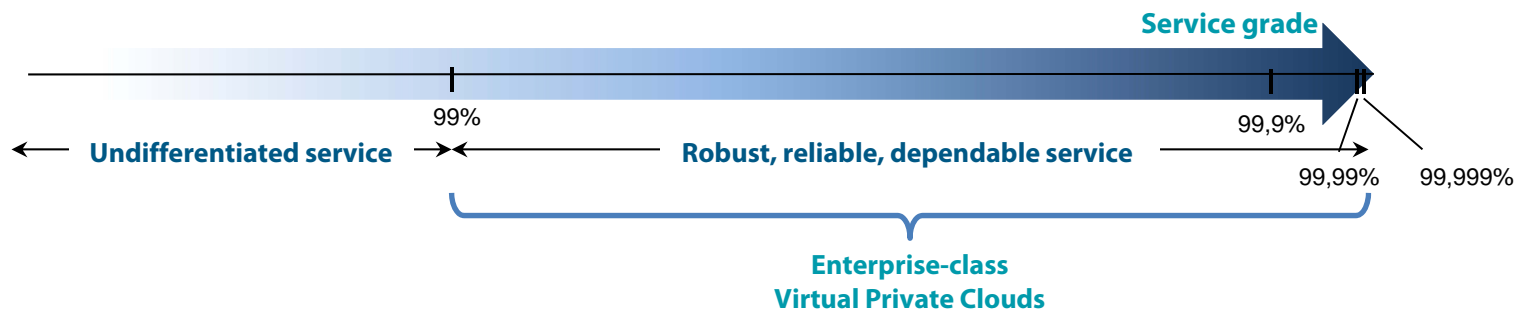 Service grade
99%
99,9%
Undifferentiated service
Robust, reliable, dependable service
99,99%
99,999%
Enterprise-class
Virtual Private Clouds